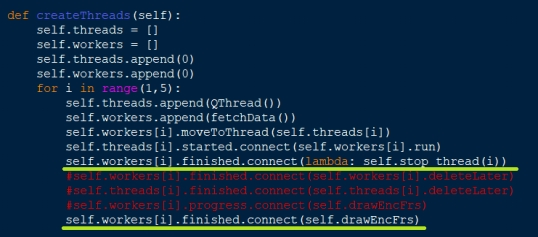 def createThreads(self):
self.threads = []
self.workers = []
self.threads.append(0)
self.workers.append(0)
for i in range(1,5):
self.threads.append(QThread())
self.workers.append(fetchData())
self.workers[i].moveToThread(self.threads[i])
self.threads[i].started.connect(self.workers[i].run)
self.workers[i].finished.connect(lambda: self.stop_thread(i))
#self.workers[i].finished.connect(self.workers[i].deleteLater)
#self.threads[i].finished.connect(self.threads[i].deleteLater)
#self.workers[i].progress.connect(self.drawEncFrs)
self.workers[i].finished.connect(self.drawEncFrs)